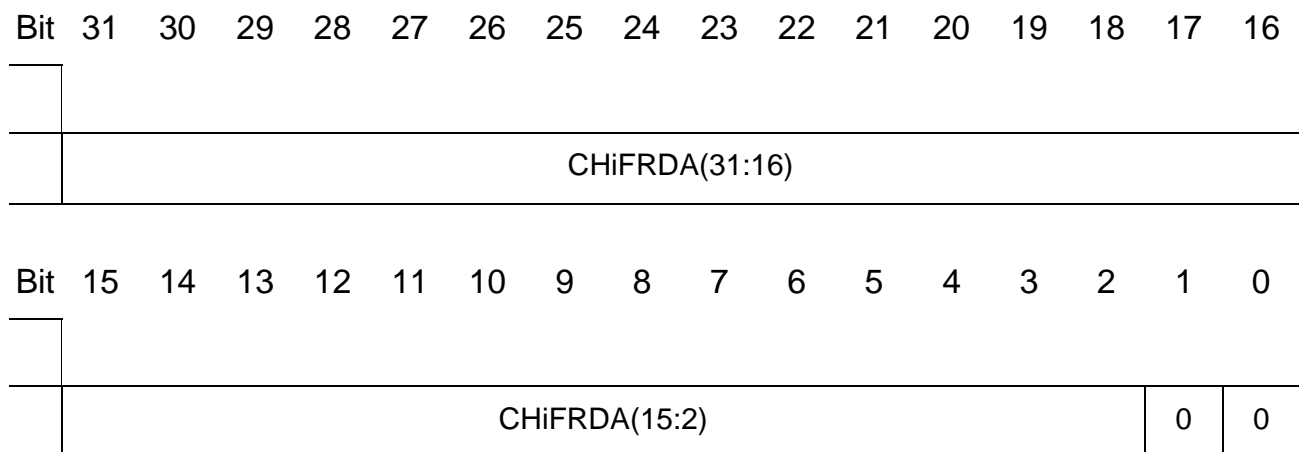 Bit 31 30 29 28 27 26 25 24 23 22 21 20 19 18 17 16
CHiFRDA(31:16)
Bit 15 14 13 12 11 10 9 8 7 6 5 4 3 2 1 0
CHiFRDA(15:2) 0 0